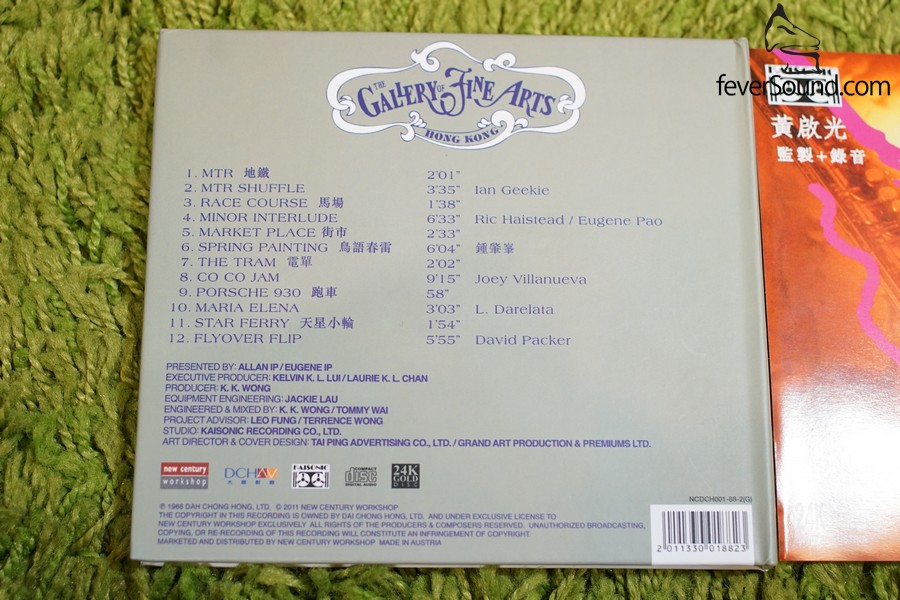 feverSound.com
THE GALLERY OF FINE ARTS
HONG KONG
黃啟光
監製+錄音
1. MTR 地鐵 2'01"
2. MTR SHUFFLE 3'35" Ian Geekie
3. RACE COURSE 馬場 1'38"
4. MINOR INTERLUDE 6'33" Ric Haistead / Eugene Pao
5. MARKET PLACE 街市 2'33"
6. SPRING PAINTING 鳥語春雷 6'04" 鍾肇峯
7. THE TRAM 電單 2'02"
8. CO CO JAM 9'15" Joey Villanueva
9. PORSCHE 930 跑車 58"
10. MARIA ELENA 3'03" L. Darelata
11. STAR FERRY 天星小輪 1'54"
12. FLYOVER FLIP 5'55" David Packer
PRESENTED BY: ALLAN IP / EUGENE IP
EXECUTIVE PRODUCER: KELVIN K. L. LUI / LAURIE K. L. CHAN
PRODUCER: K. K. WONG
EQUIPMENT ENGINEERING: JACKIE LAU
ENGINEERED & MIXED BY: K. K. WONG / TOMMY WAI
PROJECT ADVISOR: LEO FUNG / TERRENCE WONG
STUDIO: KAISONIC RECORDING CO., LTD.
ART DIRECTOR & COVER DESIGN: TAI PING ADVERTISING CO., LTD. / GRAND ART PRODUCTION & PREMIUMS LTD.
new century
workshop
DCHAV
大昌影音
KAISONIC
COMPACT
disc
DIGITAL AUDIO
24K
GOLD
DISC
NCDCH001-88-2(G)
℗ 1988 DAH CHONG HONG, LTD. © 2011 NEW CENTURY WORKSHOP
THE COPYRIGHT IN THIS RECORDING IS OWNED BY DAI CHONG HONG, LTD. AND UNDER EXCLUSIVE LICENSE TO
NEW CENTURY WORKSHOP EXCLUSIVELY ALL RIGHTS OF THE PRODUCERS & COMPOSERS RESERVED. UNAUTHORIZED BROADCASTING,
COPYING, OR RE-RECORDING OF THIS RECORDING WILL CONSTITUTE AN INFRINGEMENT OF COPYRIGHT.
MARKETED AND DISTRIBUTED BY NEW CENTURY WORKSHOP MADE IN AUSTRIA
2 011330 018823